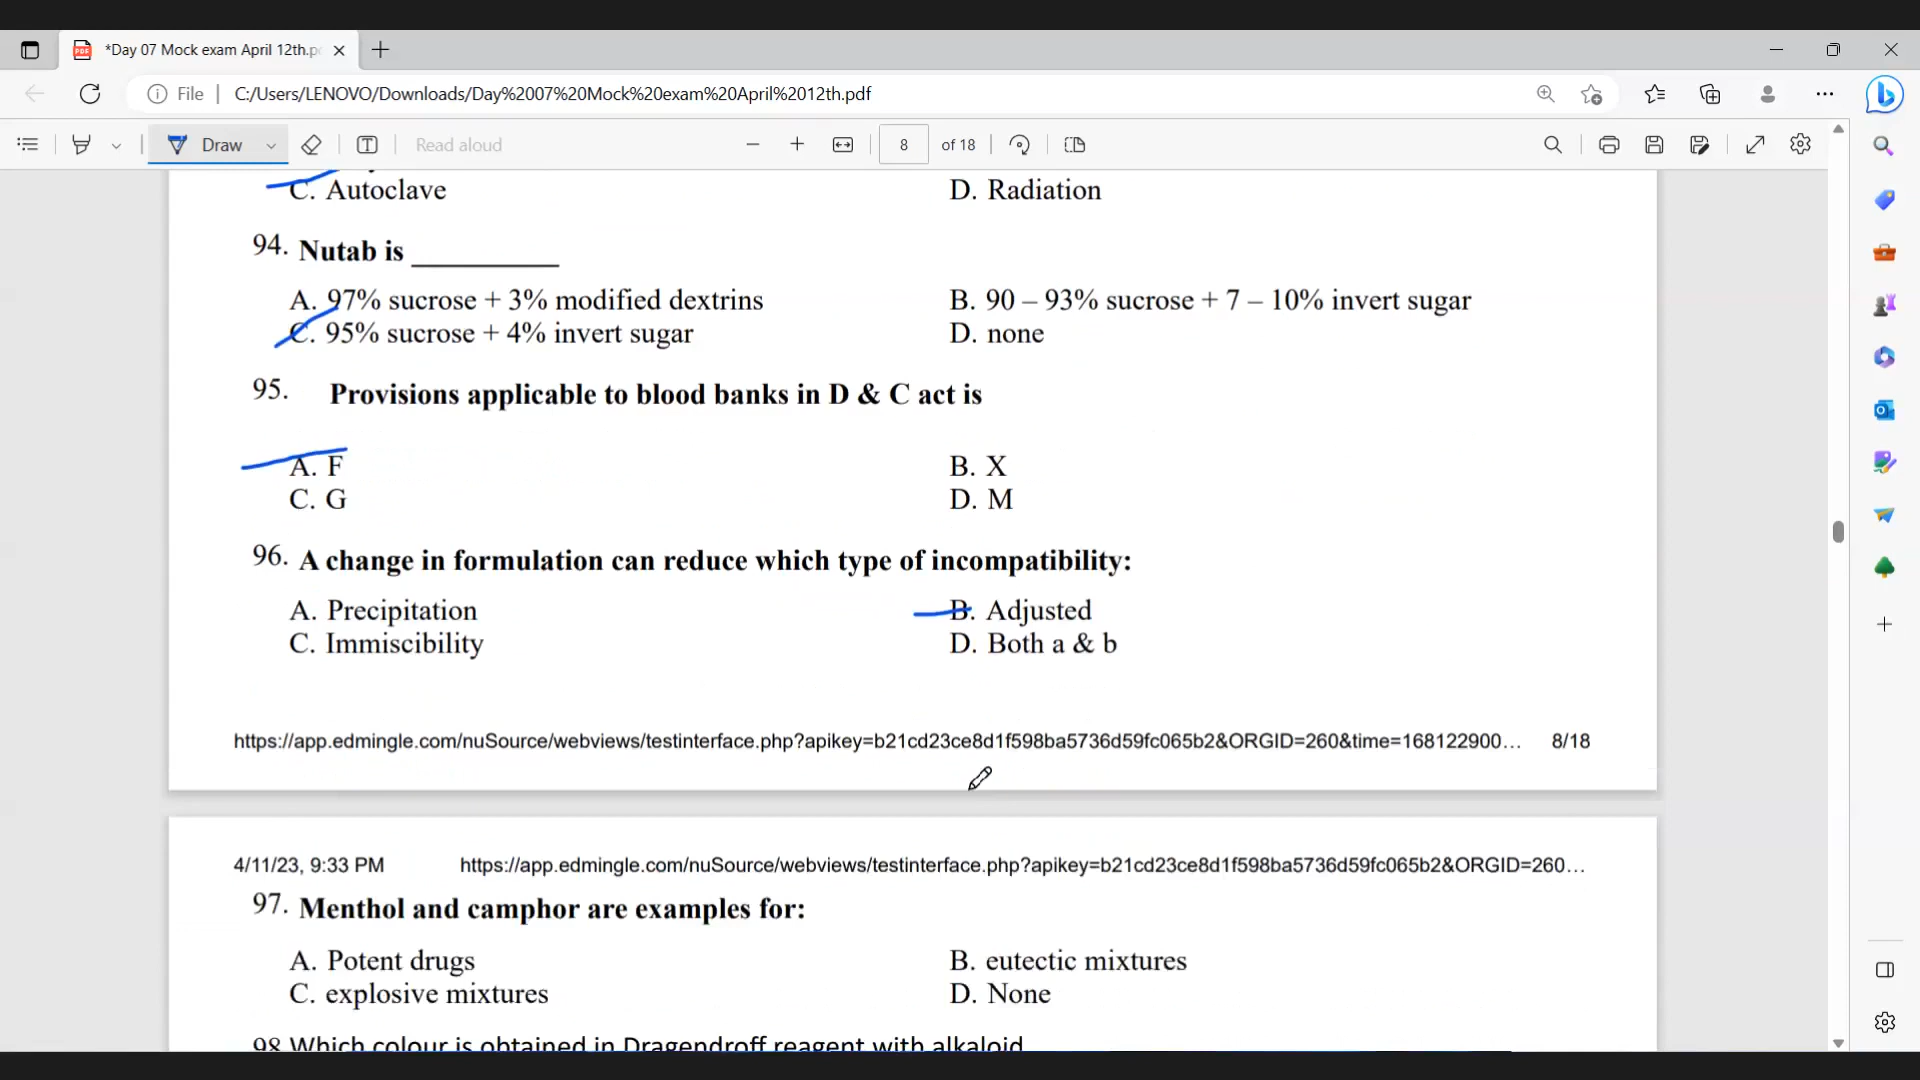 *Day 07 Mock exam April 12th.p
File
C:/Users/LENOVO/Downloads/Day%2007%20Mock%20exam%20April%2012th.pdf
Draw
Read aloud
8
of 18
C. Autoclave
D. Radiation
94. Nutab is __________
A. 97% sucrose + 3% modified dextrins
B. 90 – 93% sucrose + 7 – 10% invert sugar
C. 95% sucrose + 4% invert sugar
D. none
95. Provisions applicable to blood banks in D & C act is
A. F
B. X
C. G
D. M
96. A change in formulation can reduce which type of incompatibility:
A. Precipitation
B. Adjusted
C. Immiscibility
D. Both a & b
https://app.edmingle.com/nuSource/webviews/testinterface.php?apikey=b21cd23ce8d1f598ba5736d59fc065b2&ORGID=260&time=168122900… 8/18
4/11/23, 9:33 PM https://app.edmingle.com/nuSource/webviews/testinterface.php?apikey=b21cd23ce8d1f598ba5736d59fc065b2&ORGID=260…
97. Menthol and camphor are examples for:
A. Potent drugs
B. eutectic mixtures
C. explosive mixtures
D. None
98 Which colour is obtained in Dragendroff reagent with alkaloid